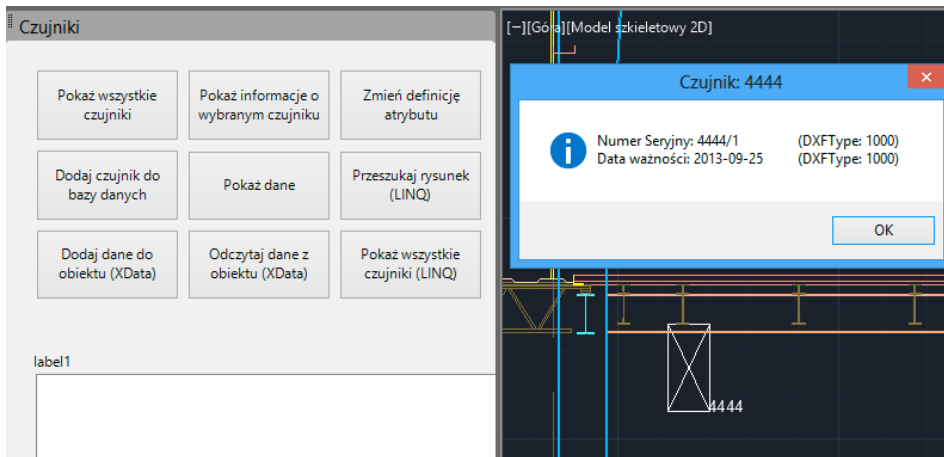 Czujniki
Pokaż wszystkie
czujniki
Pokaż informacje o
wybranym czujniku
Zmień definicję
atrybutu
Dodaj czujnik do
bazy danych
Pokaż dane
Przeszukaj rysunek
(LINQ)
Dodaj dane do
obiektu (XData)
Odczytaj dane z
obiektu (XData)
Pokaż wszystkie
czujniki (LINQ)
label1
[−][Góra][Model szkieletowy 2D]
Czujnik: 4444
Numer Seryjny: 4444/1 (DXFType: 1000)
Data ważności: 2013-09-25 (DXFType: 1000)
OK
4444